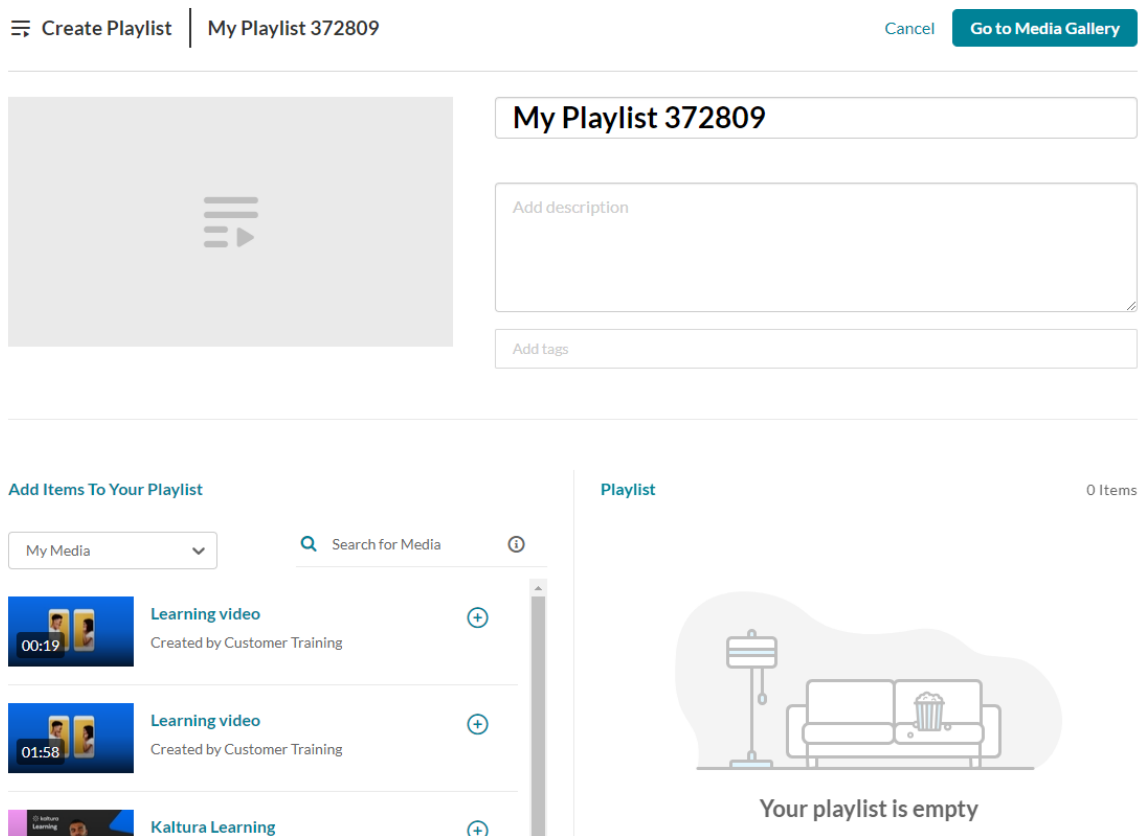 Create Playlist My Playlist 372809 Cancel Go to Media Gallery
My Playlist 372809
Add description
Add tags
Add Items To Your Playlist
My Media
Search for Media
Learning video
Created by Customer Training
00:19
Learning video
Created by Customer Training
01:58
kaltura
Learning
Kaltura Learning
Playlist 0 Items
Your playlist is empty